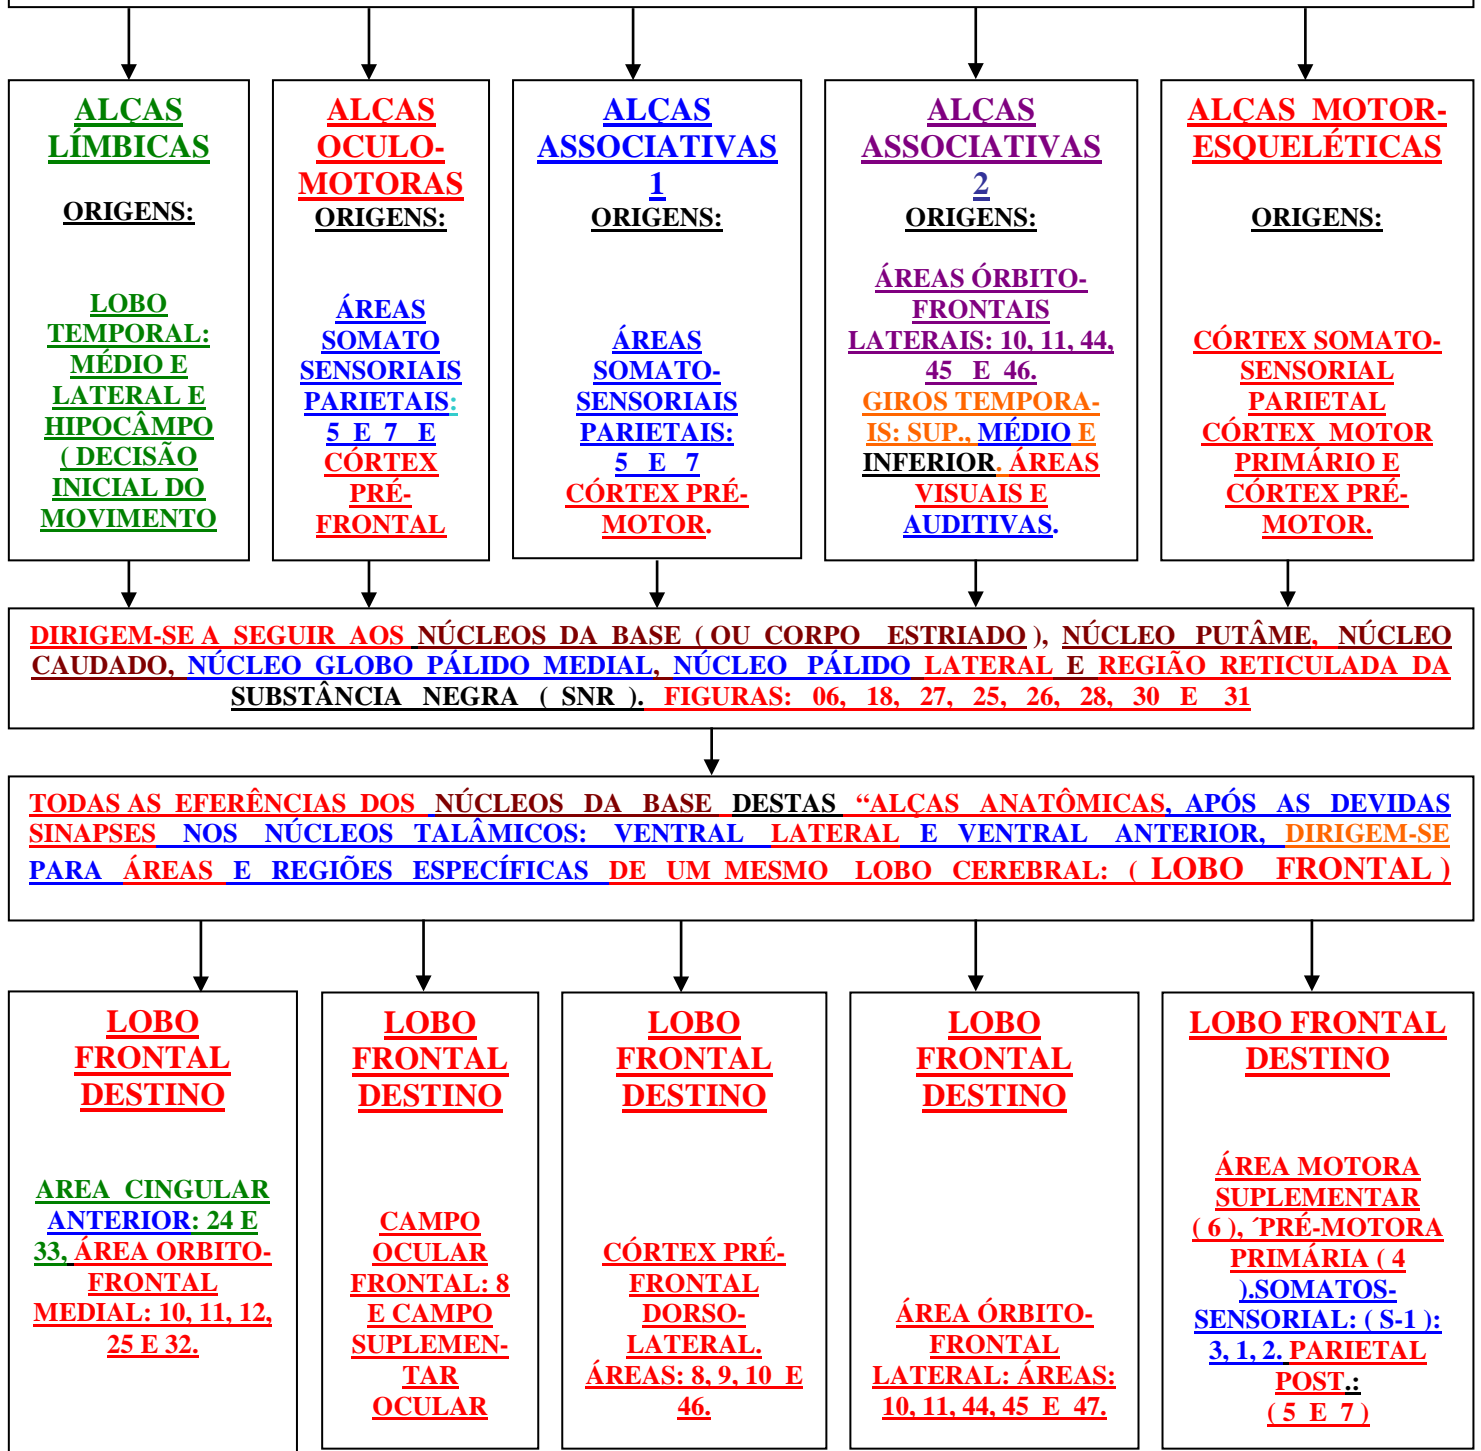 ALÇAS
LÍMBICAS
ORIGENS:
LOBO
TEMPORAL:
MÉDIO E
LATERAL E
HIPOCÂMPO
( DECISÃO
INICIAL DO
MOVIMENTO
ALÇAS
OCULO-
MOTORAS
ORIGENS:
ÁREAS
SOMATO
SENSORIAIS
PARIETAIS:
5 E 7 E
CÓRTEX
PRÉ-
FRONTAL
ALÇAS
ASSOCIATIVAS
1
ORIGENS:
ÁREAS
SOMATO-
SENSORIAIS
PARIETAIS:
5 E 7
CÓRTEX PRÉ-
MOTOR.
ALÇAS
ASSOCIATIVAS
2
ORIGENS:
ÁREAS ÓRBITO-
FRONTAIS
LATERAIS: 10, 11, 44,
45 E 46.
GIROS TEMPORA-
IS: SUP., MÉDIO E
INFERIOR. ÁREAS
VISUAIS E
AUDITIVAS.
ALÇAS MOTOR-
ESQUELÉTICAS
ORIGENS:
CÓRTEX SOMATO-
SENSORIAL
PARIETAL
CÓRTEX MOTOR
PRIMÁRIO E
CÓRTEX PRÉ-
MOTOR.
DIRIGEM-SE A SEGUIR AOS NÚCLEOS DA BASE ( OU CORPO ESTRIADO ), NÚCLEO PUTÂME, NÚCLEO
CAUDADO, NÚCLEO GLOBO PÁLIDO MEDIAL, NÚCLEO PÁLIDO LATERAL E REGIÃO RETICULADA DA
SUBSTÂNCIA NEGRA ( SNR ). FIGURAS: 06, 18, 27, 25, 26, 28, 30 E 31
TODAS AS EFERÊNCIAS DOS NÚCLEOS DA BASE DESTAS “ALÇAS ANATÔMICAS, APÓS AS DEVIDAS
SINAPSES NOS NÚCLEOS TALÂMICOS: VENTRAL LATERAL E VENTRAL ANTERIOR, DIRIGEM-SE
PARA ÁREAS E REGIÕES ESPECÍFICAS DE UM MESMO LOBO CEREBRAL: ( LOBO FRONTAL )
LOBO
FRONTAL
DESTINO
AREA CINGULAR
ANTERIOR: 24 E
33, ÁREA ORBITO-
FRONTAL
MEDIAL: 10, 11, 12,
25 E 32.
LOBO
FRONTAL
DESTINO
CAMPO
OCULAR
FRONTAL: 8
E CAMPO
SUPLEMEN-
TAR
OCULAR
LOBO
FRONTAL
DESTINO
CÓRTEX PRÉ-
FRONTAL
DORSO-
LATERAL.
ÁREAS: 8, 9, 10 E
46.
LOBO
FRONTAL
DESTINO
ÁREA ÓRBITO-
FRONTAL
LATERAL: ÁREAS:
10, 11, 44, 45 E 47.
LOBO FRONTAL
DESTINO
ÁREA MOTORA
SUPLEMENTAR
( 6 ), ´PRÉ-MOTORA
PRIMÁRIA ( 4
).SOMATOS-
SENSORIAL: ( S-1 ):
3, 1, 2. PARIETAL
POST.:
( 5 E 7 )